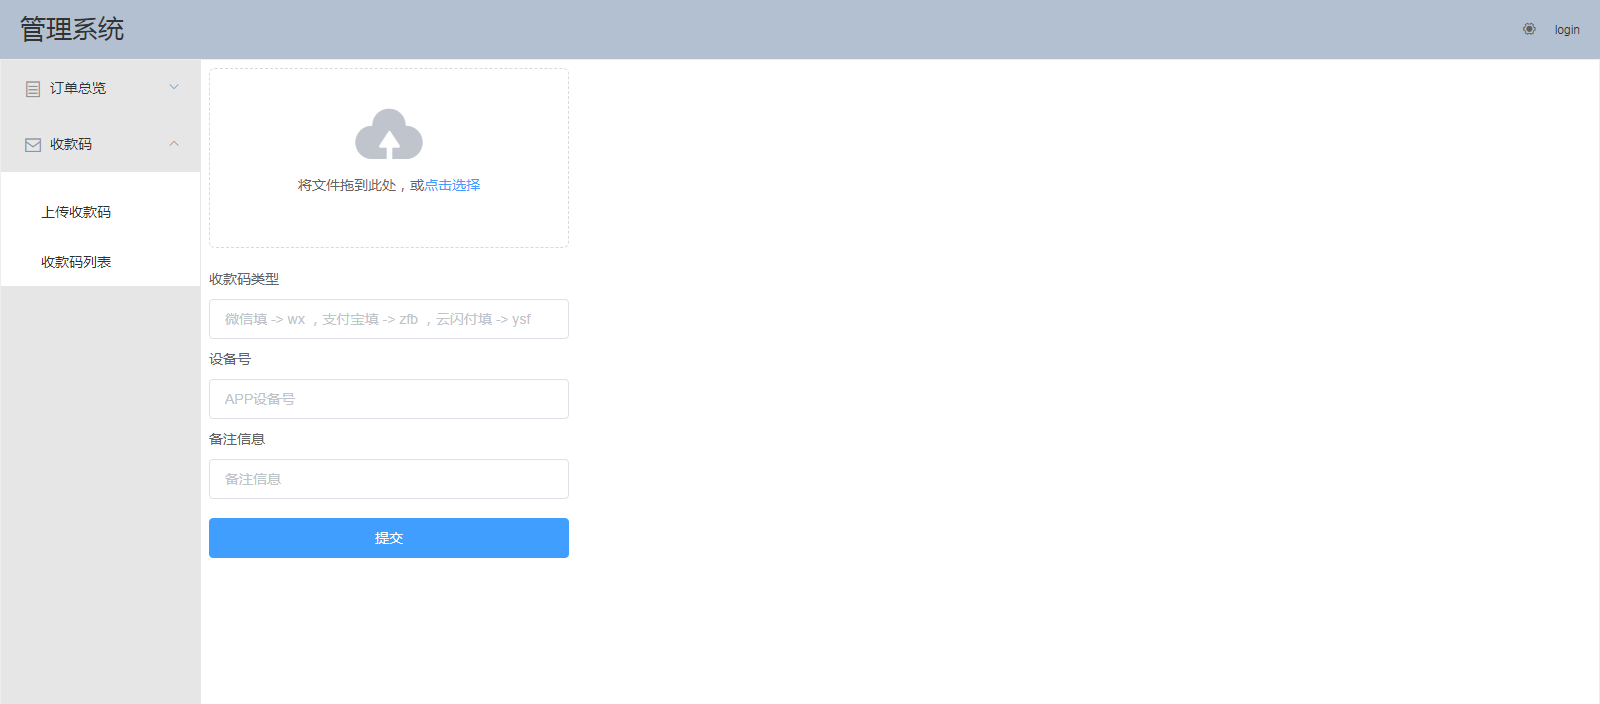 管理系统
login
订单总览
收款码
上传收款码
收款码列表
将文件拖到此处，或点击选择
收款码类型
微信填 -> wx ，支付宝填 -> zfb ，云闪付填 -> ysf
设备号
APP设备号
备注信息
备注信息
提交